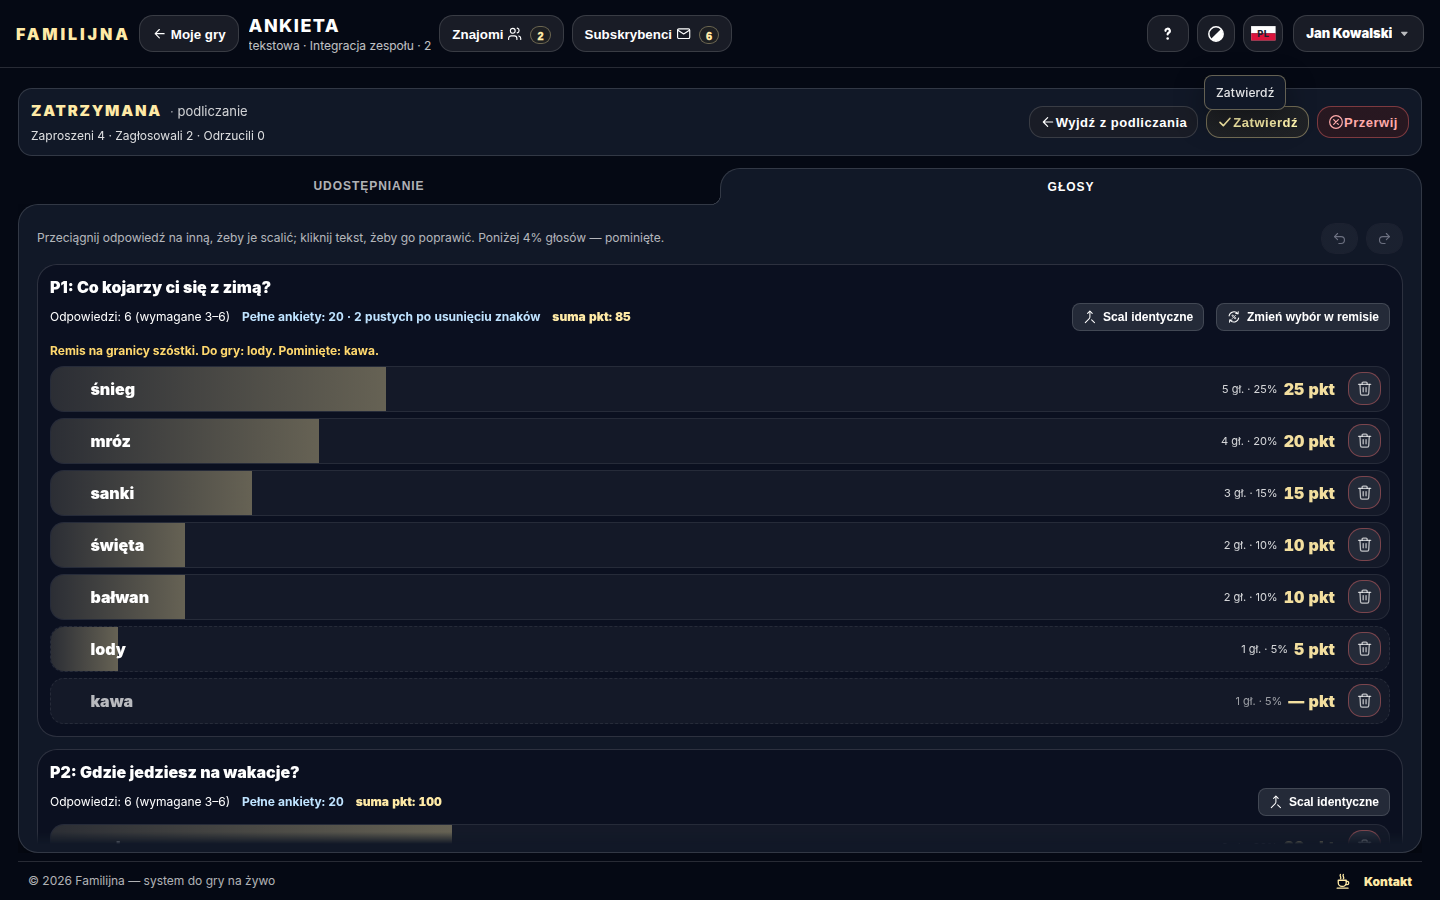 FAMILIJNA
Moje gry
ANKIETA
tekstowa · Integracja zespołu · 2
Znajomi 2
Subskrybenci 6
?
PL
Jan Kowalski
ZATRZYMANA · podliczanie
Zaproszeni 4 · Zagłosowali 2 · Odrzucili 0
Zatwierdź
Wyjdź z podliczania
Zatwierdź
Przerwij
UDOSTĘPNIANIE
GŁOSY
Przeciągnij odpowiedź na inną, żeby je scalić; kliknij tekst, żeby go poprawić. Poniżej 4% głosów — pominięte.
P1: Co kojarzy ci się z zimą?
Odpowiedzi: 6 (wymagane 3–6) Pełne ankiety: 20 · 2 pustych po usunięciu znaków suma pkt: 85
Scal identyczne
Zmień wybór w remisie
Remis na granicy szóstki. Do gry: lody. Pominięte: kawa.
śnieg 5 gł. · 25% 25 pkt
mróz 4 gł. · 20% 20 pkt
sanki 3 gł. · 15% 15 pkt
święta 2 gł. · 10% 10 pkt
bałwan 2 gł. · 10% 10 pkt
lody 1 gł. · 5% 5 pkt
kawa 1 gł. · 5% — pkt
P2: Gdzie jedziesz na wakacje?
Odpowiedzi: 6 (wymagane 3–6) Pełne ankiety: 20 suma pkt: 100
Scal identyczne
© 2026 Familijna — system do gry na żywo
Kontakt